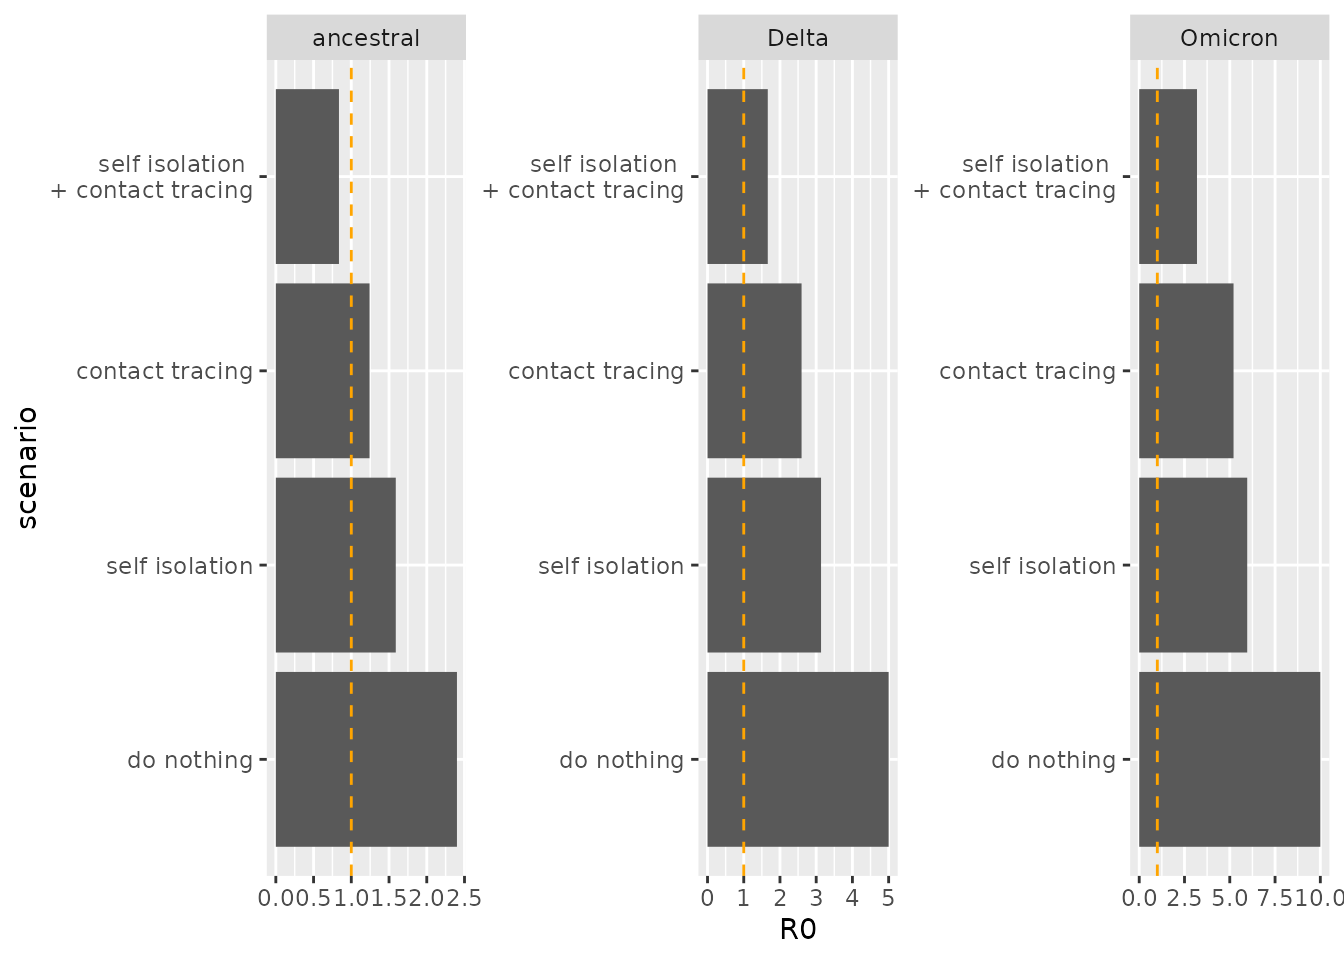 ancestral
Delta
Omicron
scenario
self isolation
+ contact tracing
contact tracing
self isolation
do nothing
self isolation
+ contact tracing
contact tracing
self isolation
do nothing
self isolation
+ contact tracing
contact tracing
self isolation
do nothing
0.0 0.5 1.0 1.5 2.0 2.5
0 1 2 3 4 5
0.0 2.5 5.0 7.5 10.0
R0